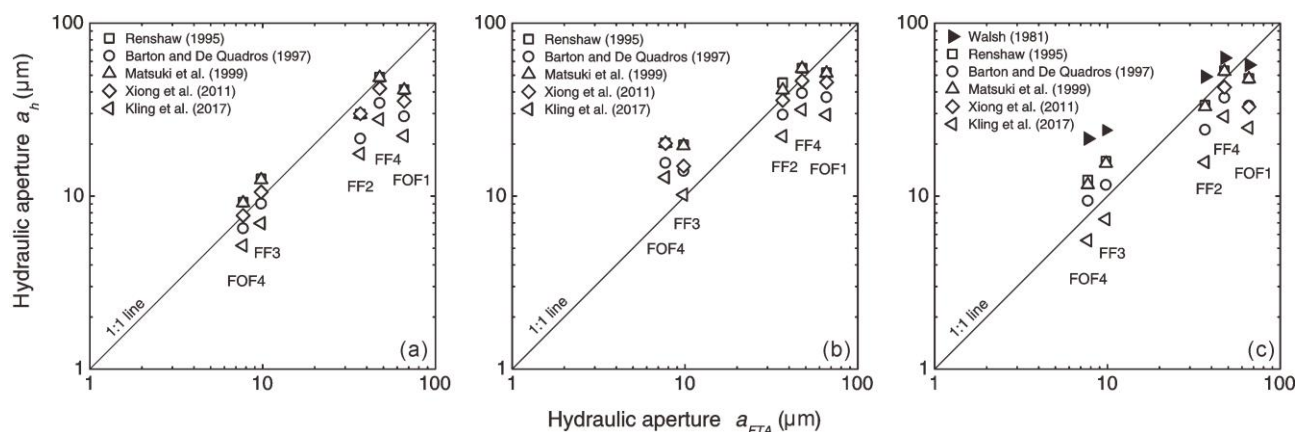 Hydraulic aperture a_h (µm)
100
10
1
Renshaw (1995)
Barton and De Quadros (1997)
Matsuki et al. (1999)
Xiong et al. (2011)
Kling et al. (2017)
FF4
FF2
FOF1
FF3
FOF4
1:1 line
(a)
1
10
100
100
10
1
Renshaw (1995)
Barton and De Quadros (1997)
Matsuki et al. (1999)
Xiong et al. (2011)
Kling et al. (2017)
FF4
FF2
FOF1
FF3
FOF4
1:1 line
(b)
1
10
100
100
10
1
Walsh (1981)
Renshaw (1995)
Barton and De Quadros (1997)
Matsuki et al. (1999)
Xiong et al. (2011)
Kling et al. (2017)
FF4
FF2
FOF1
FF3
FOF4
1:1 line
(c)
1
10
100
Hydraulic aperture a_FTA (µm)